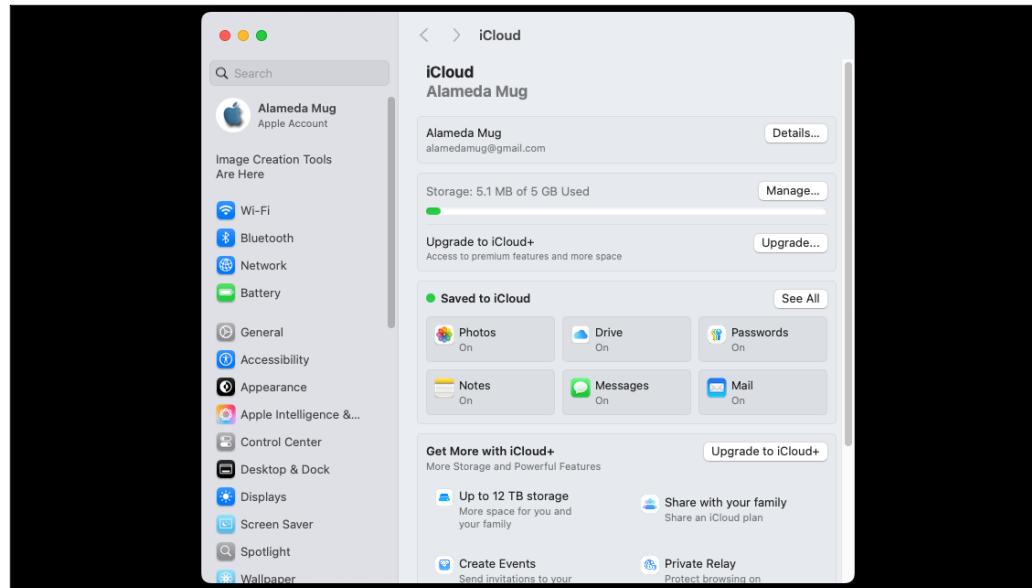 Search
Alameda Mug
Apple Account
Image Creation Tools
Are Here
Wi-Fi
Bluetooth
Network
Battery
General
Accessibility
Appearance
Apple Intelligence &...
Control Center
Desktop & Dock
Displays
Screen Saver
Spotlight
Wallpaper
iCloud
iCloud
Alameda Mug
Alameda Mug
alamedamug@gmail.com
Details...
Storage: 5.1 MB of 5 GB Used
Manage...
Upgrade to iCloud+
Access to premium features and more space
Upgrade...
Saved to iCloud
See All
Photos
On
Drive
On
Passwords
On
Notes
On
Messages
On
Mail
On
Get More with iCloud+
More Storage and Powerful Features
Upgrade to iCloud+
Up to 12 TB storage
More space for you and
your family
Share with your family
Share an iCloud plan
Create Events
Send invitations to your
Private Relay
Protect browsing on